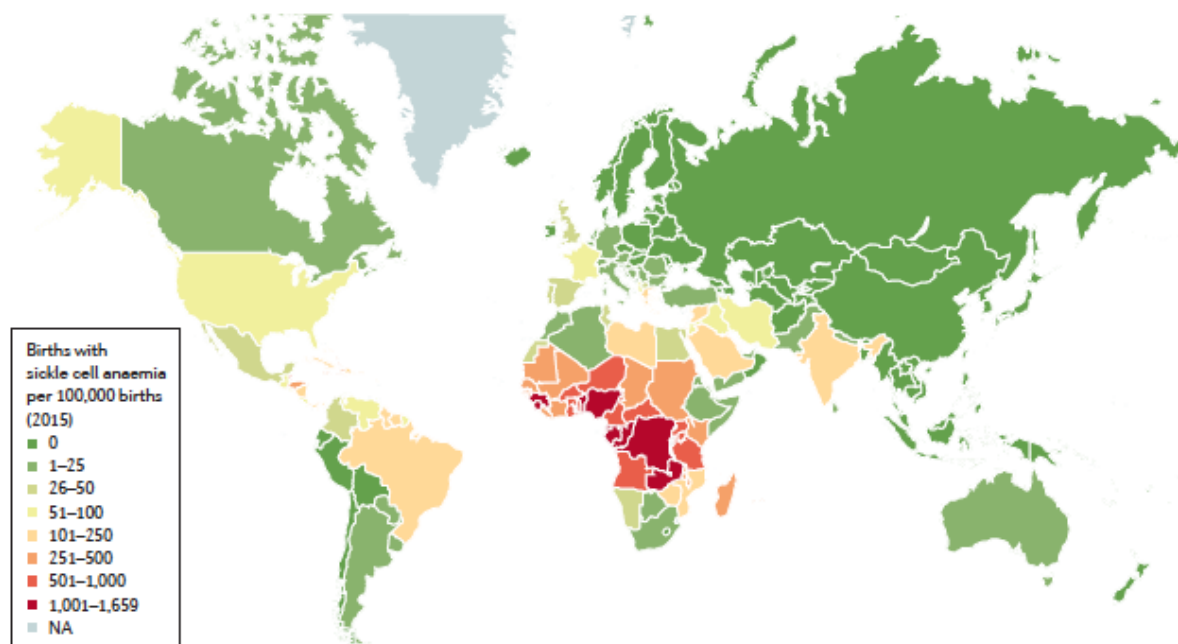 Births with
sickle cell anaemia
per 100,000 births
(2015)
0
1–25
26–50
51–100
101–250
251–500
501–1,000
1,001–1,659
NA